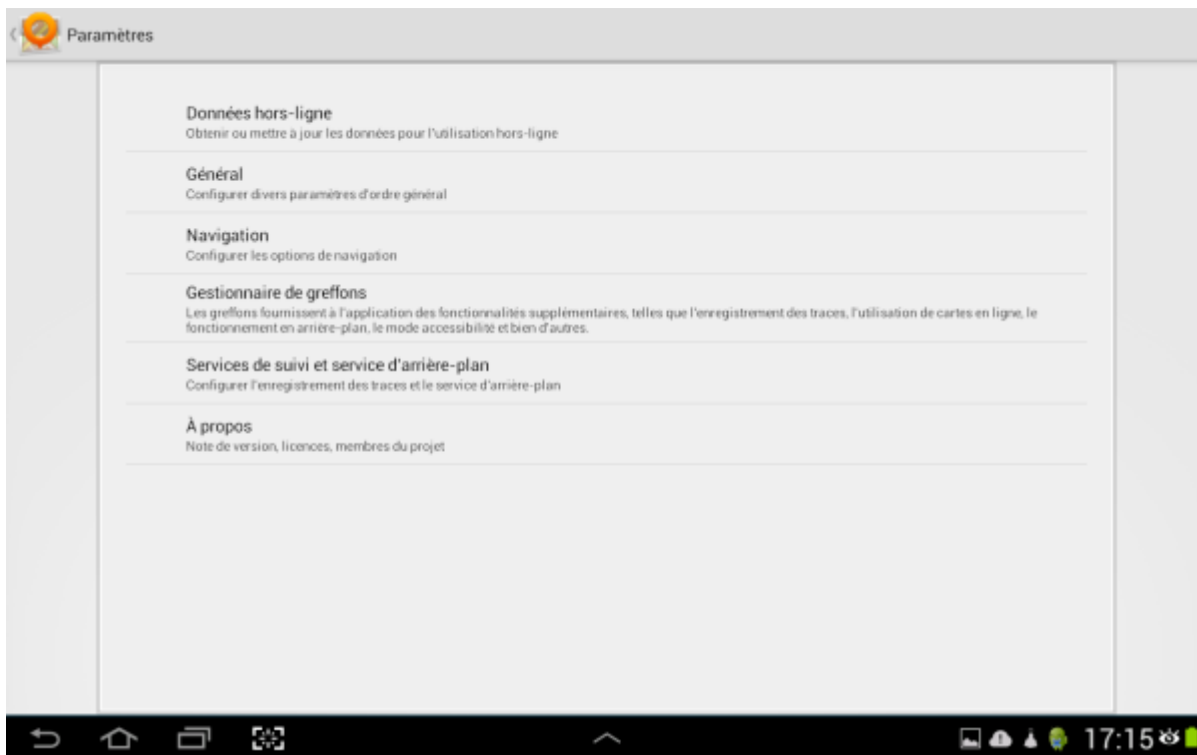 Paramètres
Données hors-ligne
Obtenir ou mettre à jour les données pour l'utilisation hors-ligne
Général
Configurer divers paramètres d'ordre général
Navigation
Configurer les options de navigation
Gestionnaire de greffons
Les greffons fournissent à l'application des fonctionnalités supplémentaires, telles que l'enregistrement des traces, l'utilisation de cartes en ligne, le
fonctionnement en arrière-plan, le mode accessibilité et bien d'autres.
Services de suivi et service d'arrière-plan
Configurer l'enregistrement des traces et le service d'arrière-plan
À propos
Note de version, licences, membres du projet
17:15